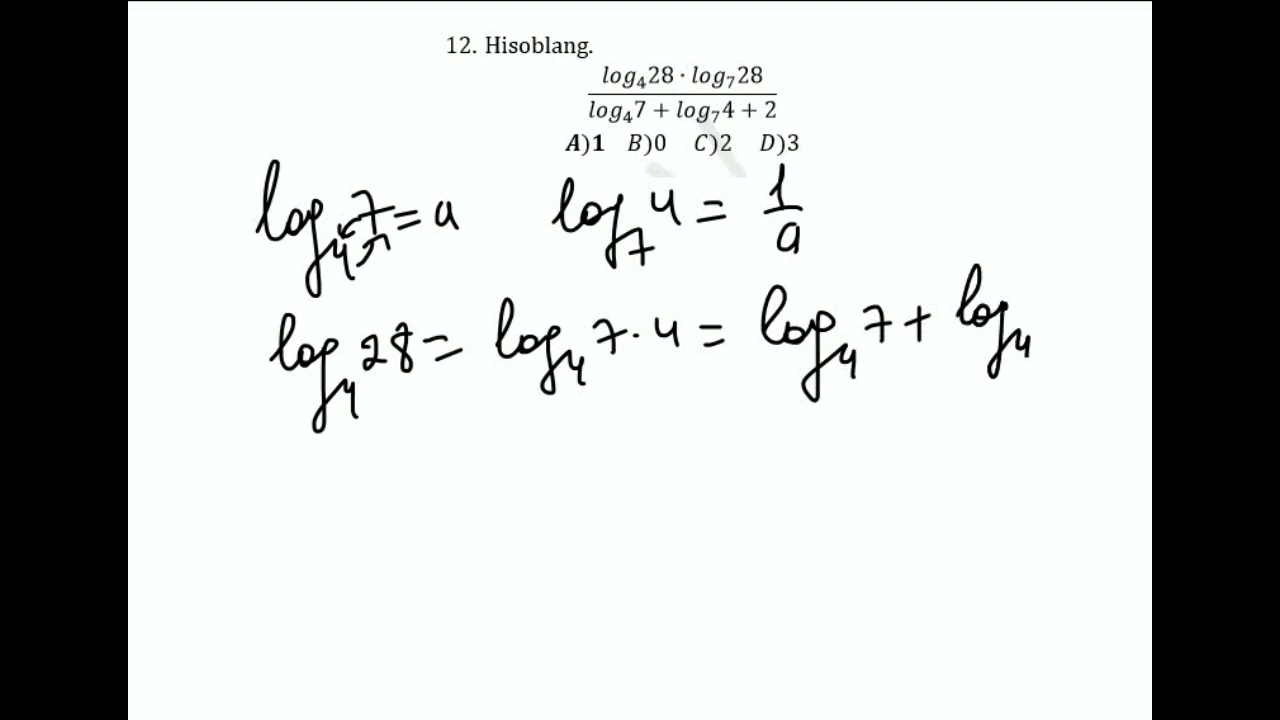 12. Hisoblang.
log₄28 · log₇28
log₄7 + log₇4 + 2
A)1 B)0 C)2 D)3
log₄7 = a log₇4 = 1/a
log₄28 = log₄7·4 = log₄7 + log₄